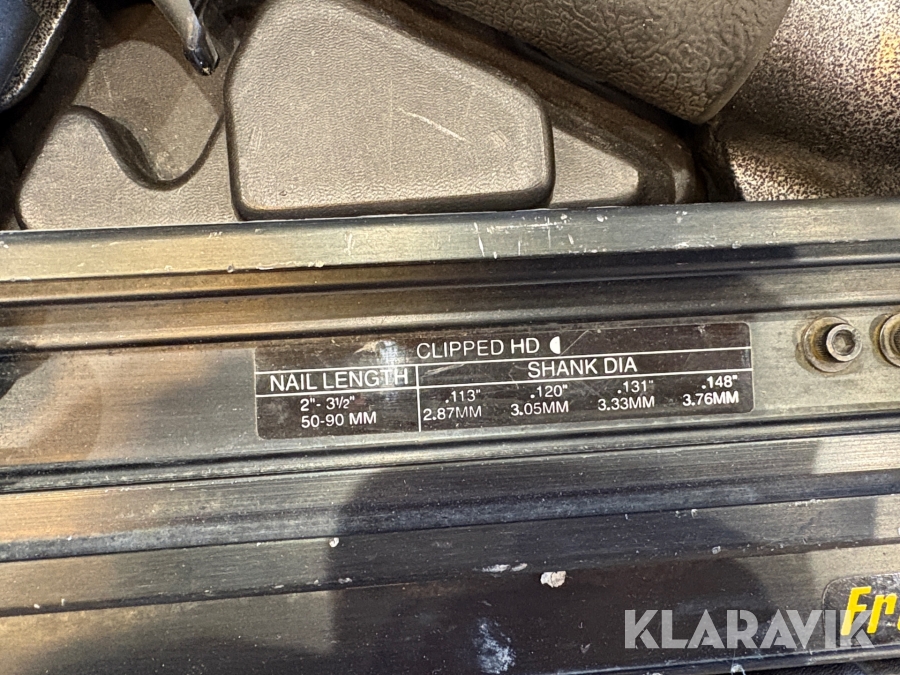 CLIPPED HD
NAIL LENGTH
2"- 3½"
50-90 MM
SHANK DIA
.113" .120" .131" .148"
2.87MM 3.05MM 3.33MM 3.76MM
Fr
KLARAVIK